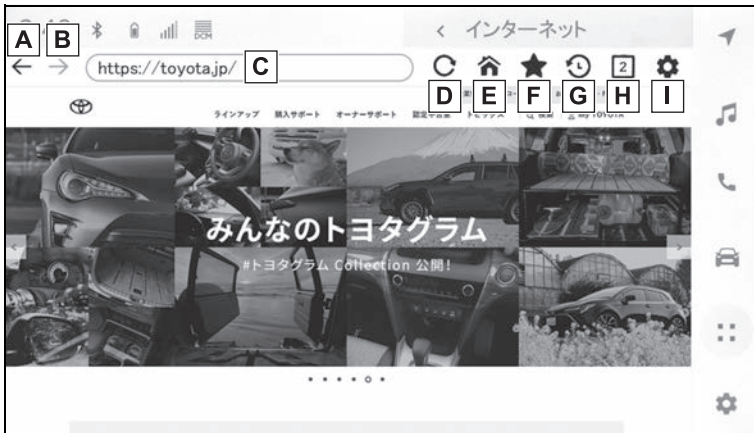 A B
DCM
インターネット
https://toyota.jp/ C
2
D E F G H I
ラインアップ 購入サポート オーナーサポート
みんなのトヨタグラム
#トヨタグラム Collection 公開!